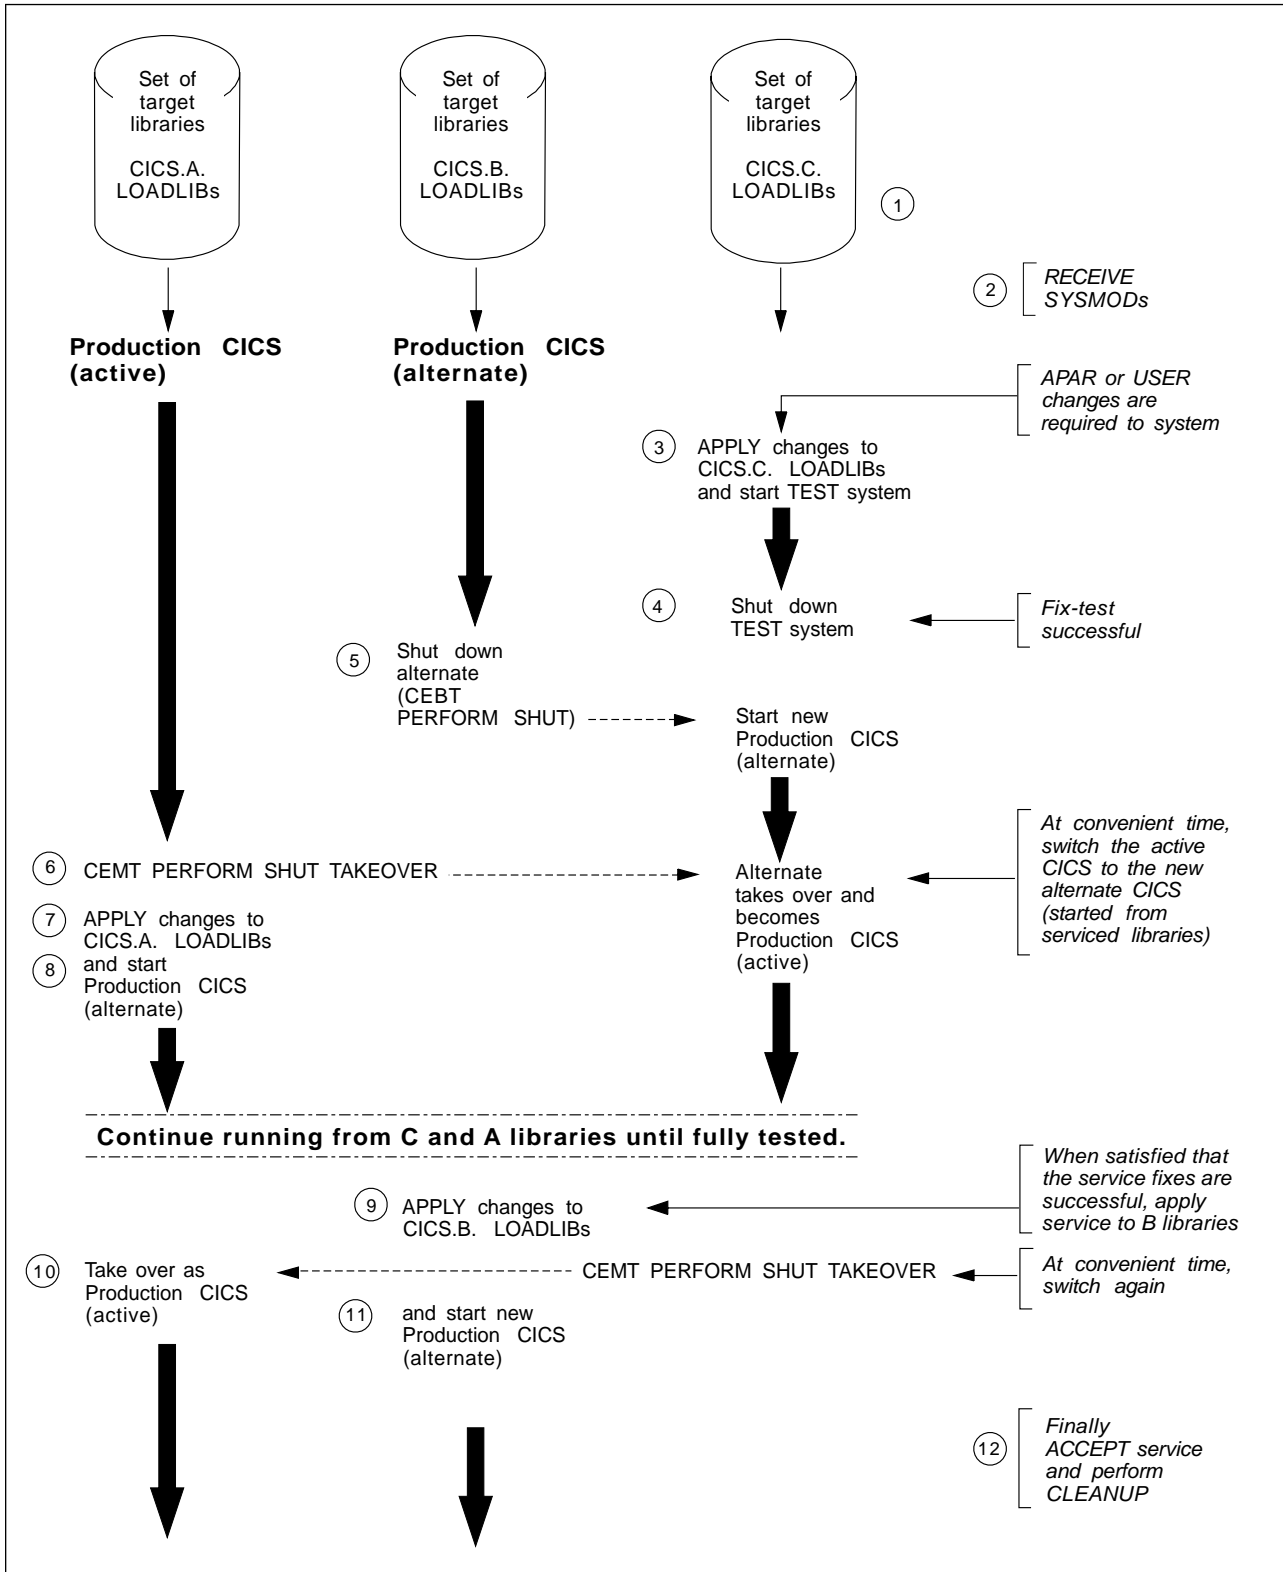 Set of
target
libraries
CICS.A.
LOADLIBs
Set of
target
libraries
CICS.B.
LOADLIBs
Set of
target
libraries
CICS.C.
LOADLIBs
1
2
RECEIVE
SYSMODs
Production CICS
(active)
Production CICS
(alternate)
APAR or USER
changes are
required to system
3
APPLY changes to
CICS.C. LOADLIBs
and start TEST system
4
Shut down
TEST system
Fix-test
successful
5
Shut down
alternate
(CEBT
PERFORM SHUT)
Start new
Production CICS
(alternate)
At convenient time,
switch the active
CICS to the new
alternate CICS
(started from
serviced libraries)
6
CEMT PERFORM SHUT TAKEOVER
Alternate
takes over and
becomes
Production CICS
(active)
7
APPLY changes to
CICS.A. LOADLIBs
8
and start
Production CICS
(alternate)
Continue running from C and A libraries until fully tested.
When satisfied that
the service fixes are
successful, apply
service to B libraries
9
APPLY changes to
CICS.B. LOADLIBs
10
Take over as
Production CICS
(active)
CEMT PERFORM SHUT TAKEOVER
At convenient time,
switch again
11
and start new
Production CICS
(alternate)
12
Finally
ACCEPT service
and perform
CLEANUP